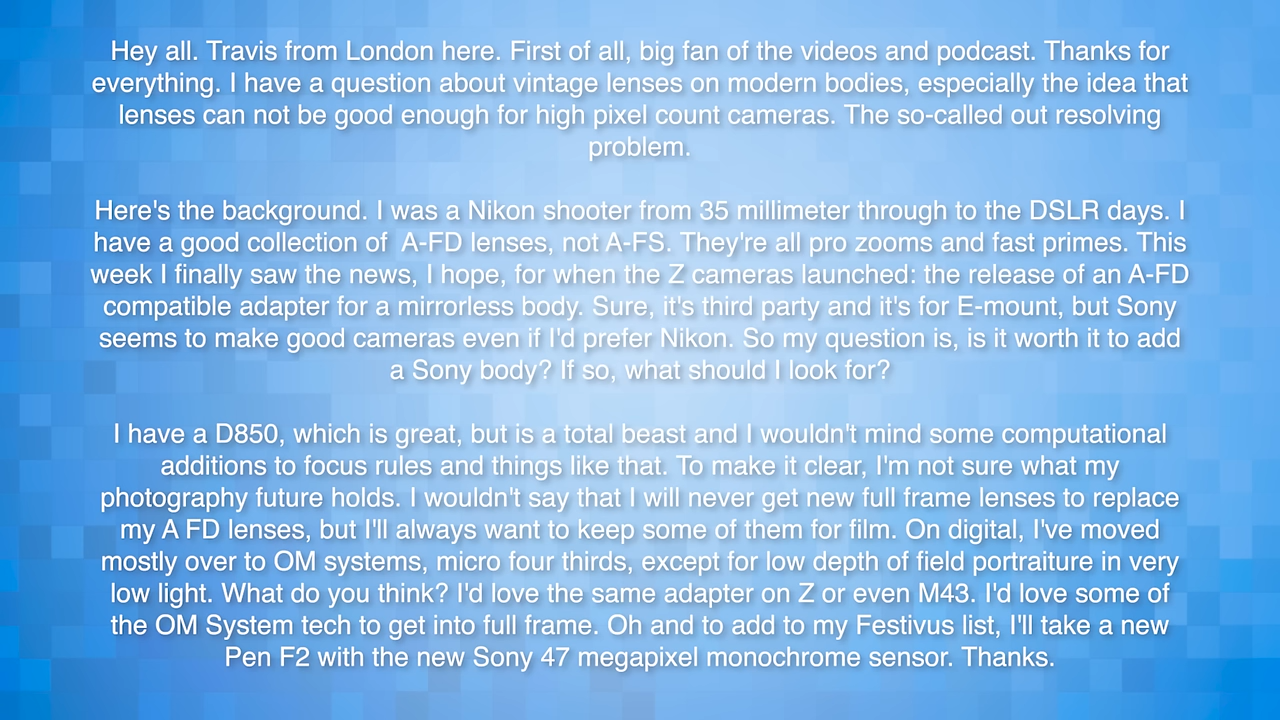 Hey all. Travis from London here. First of all, big fan of the videos and podcast. Thanks for
everything. I have a question about vintage lenses on modern bodies, especially the idea that
lenses can not be good enough for high pixel count cameras. The so-called out resolving
problem.
Here's the background. I was a Nikon shooter from 35 millimeter through to the DSLR days. I
have a good collection of A-FD lenses, not A-FS. They're all pro zooms and fast primes. This
week I finally saw the news, I hope, for when the Z cameras launched: the release of an A-FD
compatible adapter for a mirrorless body. Sure, it's third party and it's for E-mount, but Sony
seems to make good cameras even if I'd prefer Nikon. So my question is, is it worth it to add
a Sony body? If so, what should I look for?
I have a D850, which is great, but is a total beast and I wouldn't mind some computational
additions to focus rules and things like that. To make it clear, I'm not sure what my
photography future holds. I wouldn't say that I will never get new full frame lenses to replace
my A FD lenses, but I'll always want to keep some of them for film. On digital, I've moved
mostly over to OM systems, micro four thirds, except for low depth of field portraiture in very
low light. What do you think? I'd love the same adapter on Z or even M43. I'd love some of
the OM System tech to get into full frame. Oh and to add to my Festivus list, I'll take a new
Pen F2 with the new Sony 47 megapixel monochrome sensor. Thanks.